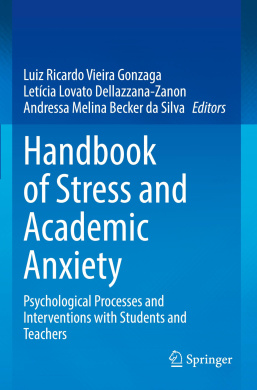 Luiz Ricardo Vieira Gonzaga
Letícia Lovato Dellazzana-Zanon
Andressa Melina Becker da Silva Editors
Handbook
of Stress and
Academic
Anxiety
Psychological Processes and
Interventions with Students and
Teachers
Springer